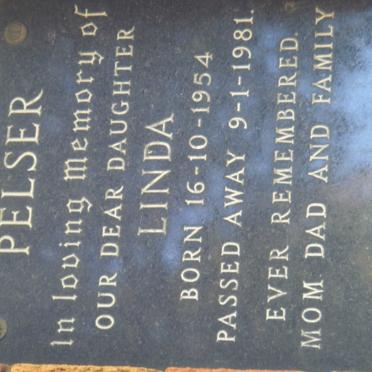 PELSER
In loving memory of
OUR DEAR DAUGHTER
LINDA
BORN 16-10-1954
PASSED AWAY 9-1-1981.
EVER REMEMBERED.
MOM DAD AND FAMILY